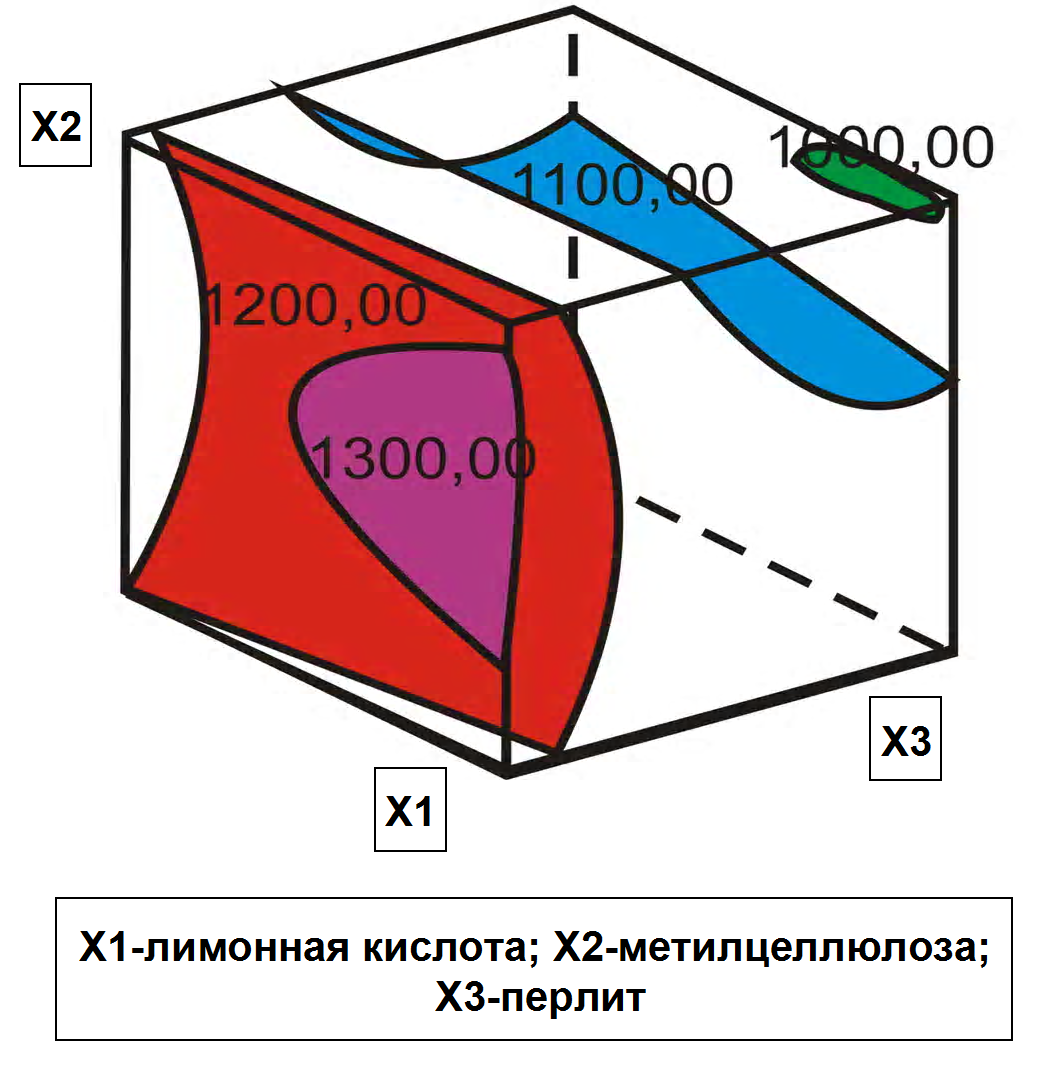 X2
1000,00
1100,00
1200,00
1300,00
X3
X1
X1-лимонная кислота; X2-метилцеллюлоза;
X3-перлит